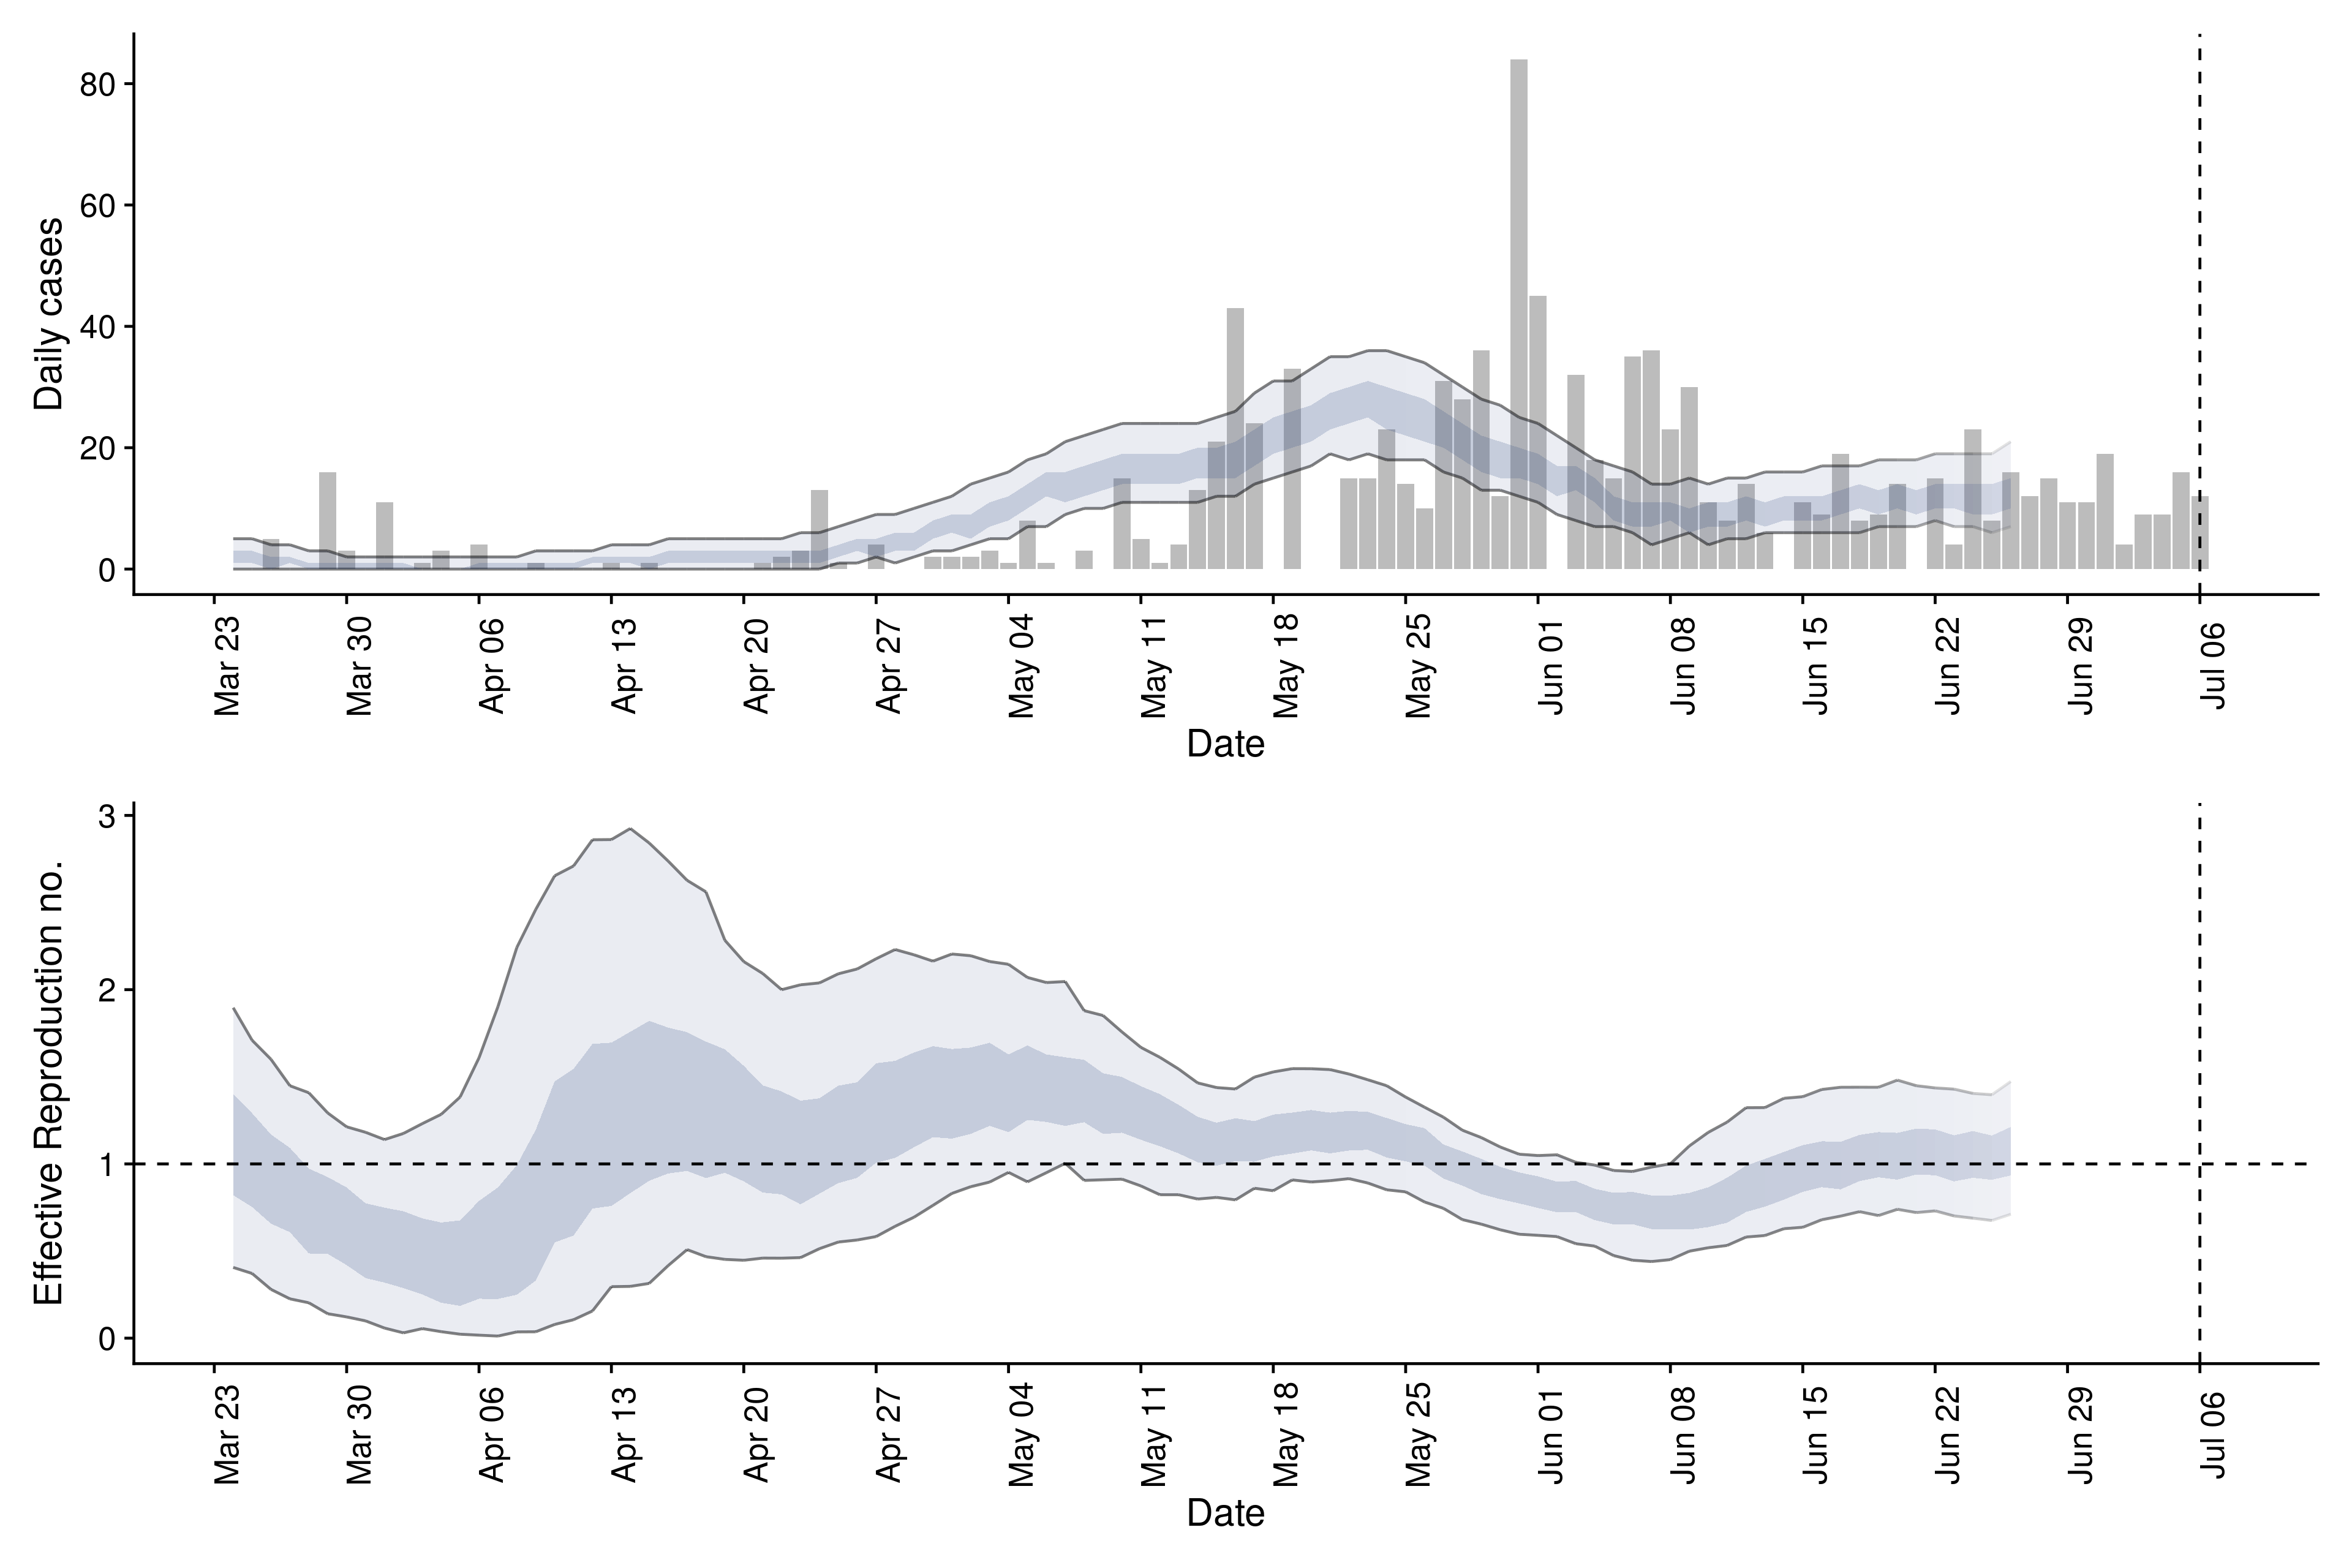 Daily cases
80
60
40
20
0
Mar 23
Mar 30
Apr 06
Apr 13
Apr 20
Apr 27
May 04
May 11
May 18
May 25
Jun 01
Jun 08
Jun 15
Jun 22
Jun 29
Jul 06
Date
Effective Reproduction no.
3
2
1
0
Mar 23
Mar 30
Apr 06
Apr 13
Apr 20
Apr 27
May 04
May 11
May 18
May 25
Jun 01
Jun 08
Jun 15
Jun 22
Jun 29
Jul 06
Date